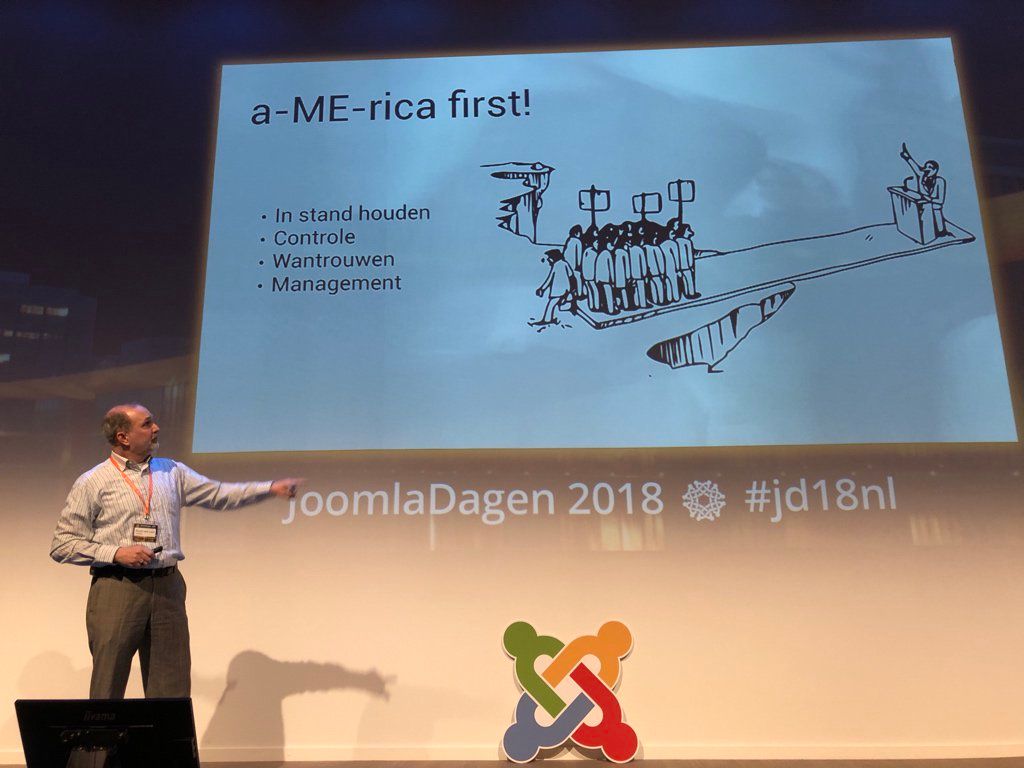 a-ME-rica first!
• In stand houden
• Controle
• Wantrouwen
• Management
JoomlaDagen 2018 #jd18nl
iiyama